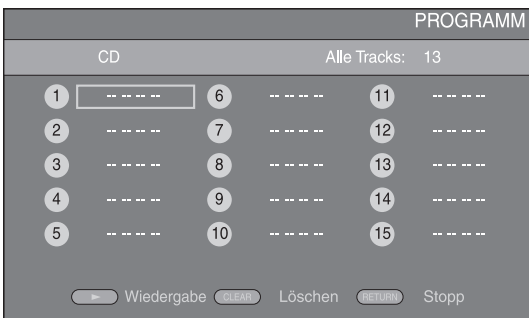 PROGRAMM
CD Alle Tracks: 13
1 -- -- -- -- 6 -- -- -- -- 11 -- -- -- --
2 -- -- -- -- 7 -- -- -- -- 12 -- -- -- --
3 -- -- -- -- 8 -- -- -- -- 13 -- -- -- --
4 -- -- -- -- 9 -- -- -- -- 14 -- -- -- --
5 -- -- -- -- 10 -- -- -- -- 15 -- -- -- --
Wiedergabe CLEAR Löschen RETURN Stopp